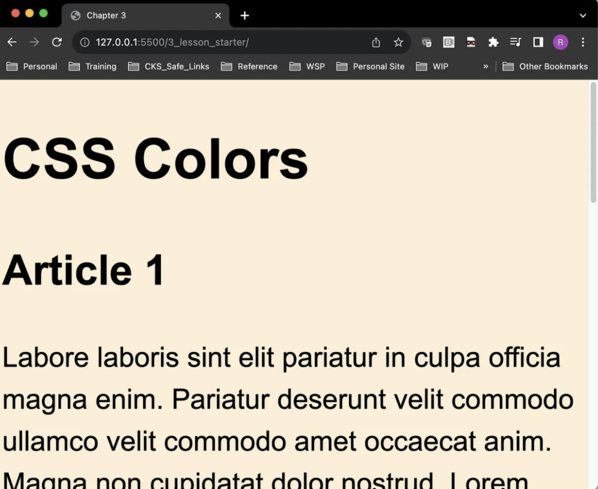 Chapter 3
127.0.0.1:5500/3_lesson_starter/
R
Personal Training CKS_Safe_Links Reference WSP Personal Site WIP » Other Bookmarks
CSS Colors
Article 1
Labore laboris sint elit pariatur in culpa officia
magna enim. Pariatur deserunt velit commodo
ullamco velit commodo amet occaecat anim.
Magna non cupidatat dolor nostrud. Lorem